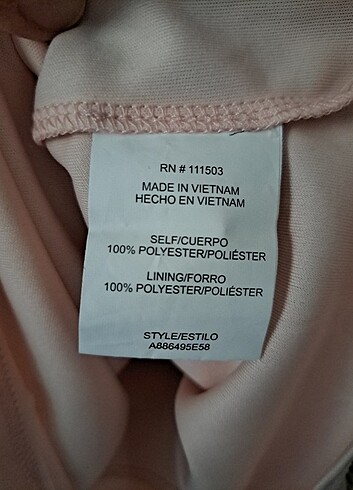 RN # 111503
MADE IN VIETNAM
HECHO EN VIETNAM
SELF/CUERPO
100% POLYESTER/POLIÉSTER
LINING/FORRO
100% POLYESTER/POLIÉSTER
STYLE/ESTILO
A886495E58